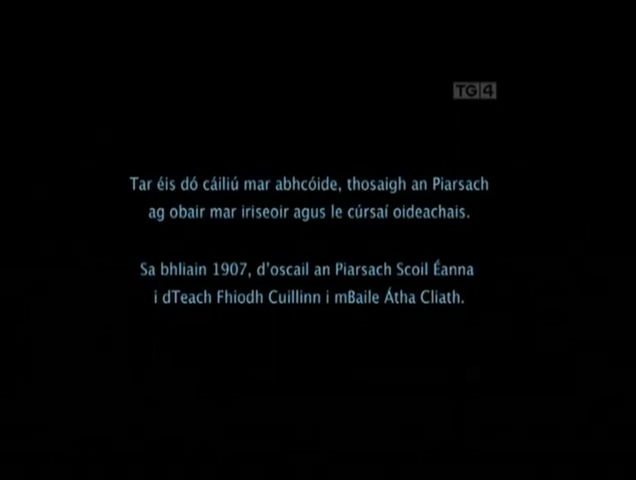 TG4
Tar éis dó cáiliú mar abhcóide, thosaigh an Piarsach
ag obair mar iriseoir agus le cúrsaí oideachais.
Sa bhliain 1907, d'oscail an Piarsach Scoil Éanna
i dTeach Fhiodh Cuillinn i mBaile Átha Cliath.